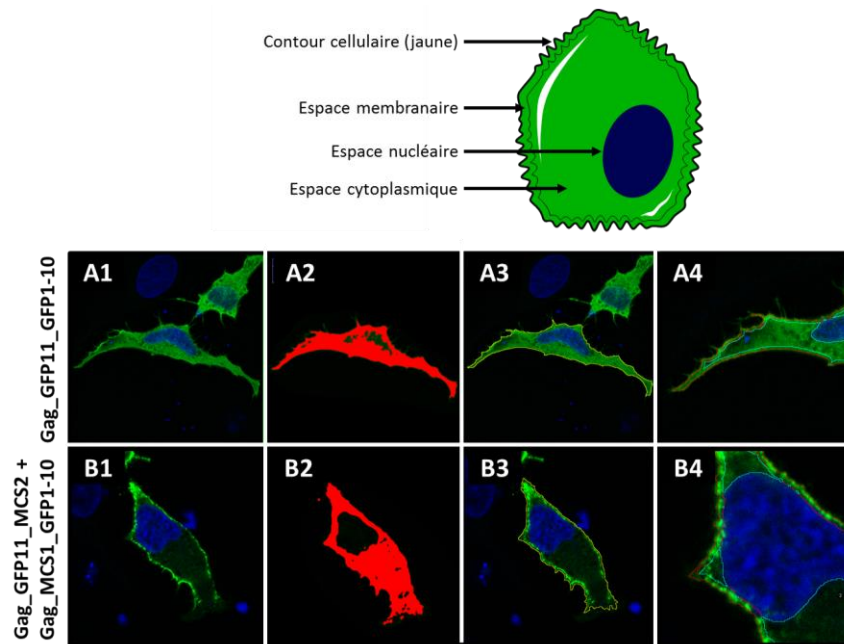 Contour cellulaire (jaune)
Espace membranaire
Espace nucléaire
Espace cytoplasmique
Gag_GFP11_GFP1-10
A1
A2
A3
A4
Gag_GFP11_MCS2 +
Gag_MCS1_GFP1-10
B1
B2
B3
B4